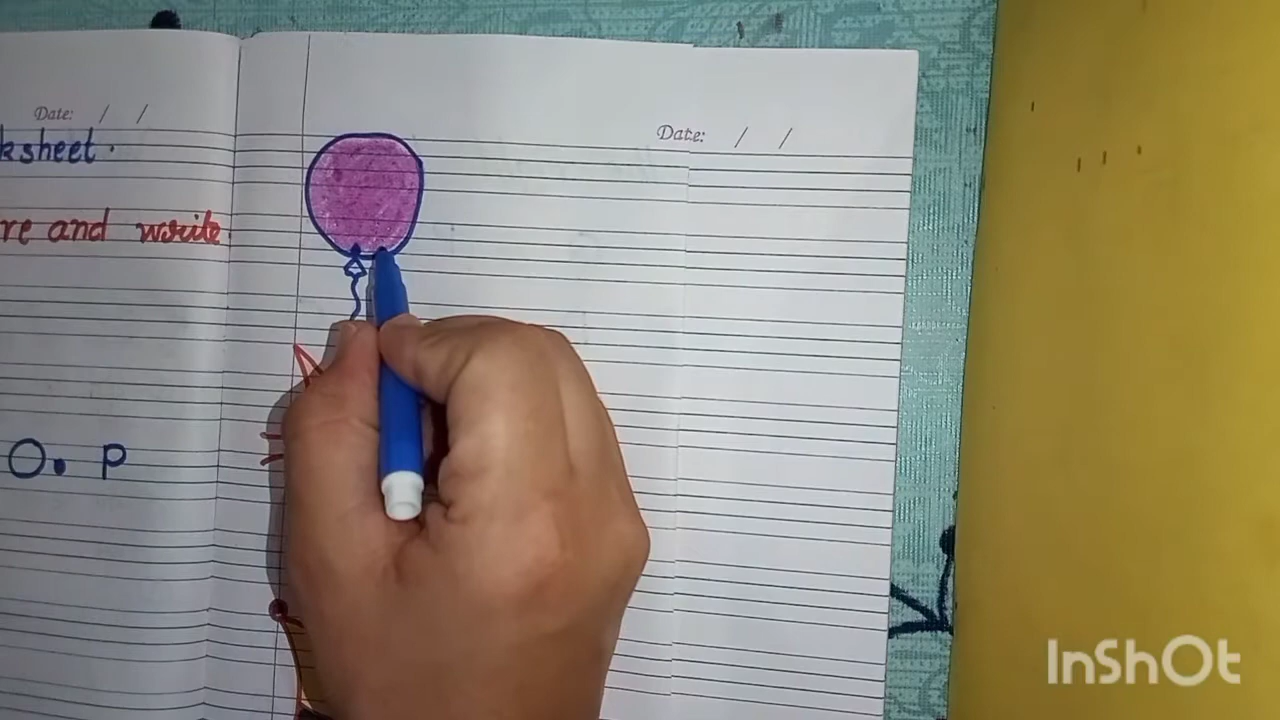 Date: / /
ksheet.
re and write
O. P
Date: / /
InShOt